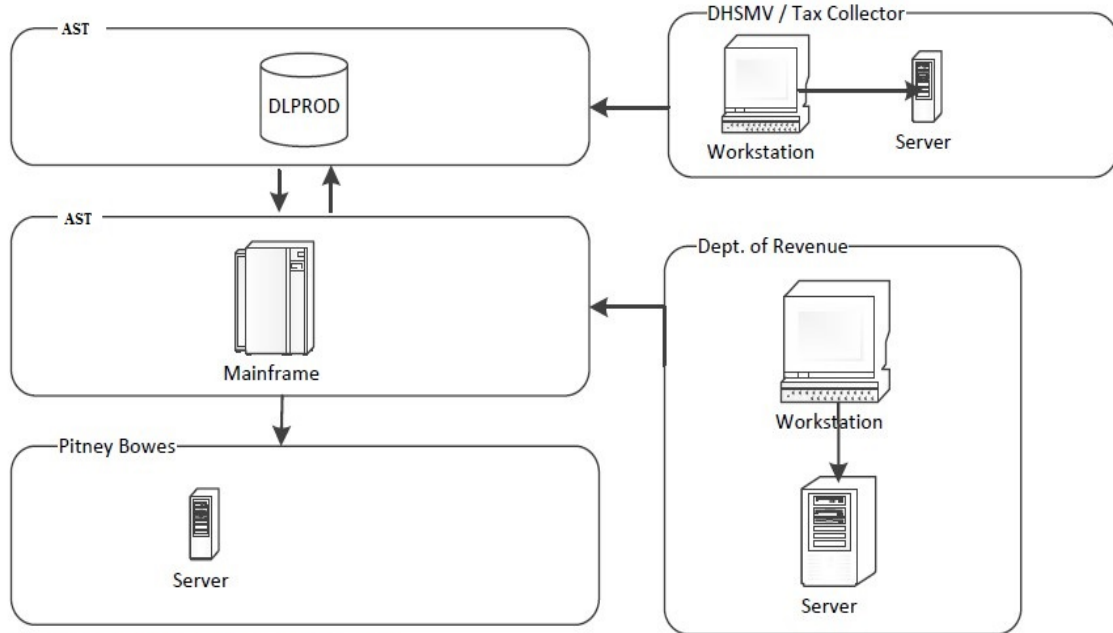 AST
DLPROD
DHSMV / Tax Collector
Workstation
Server
AST
Mainframe
Dept. of Revenue
Workstation
Server
Pitney Bowes
Server